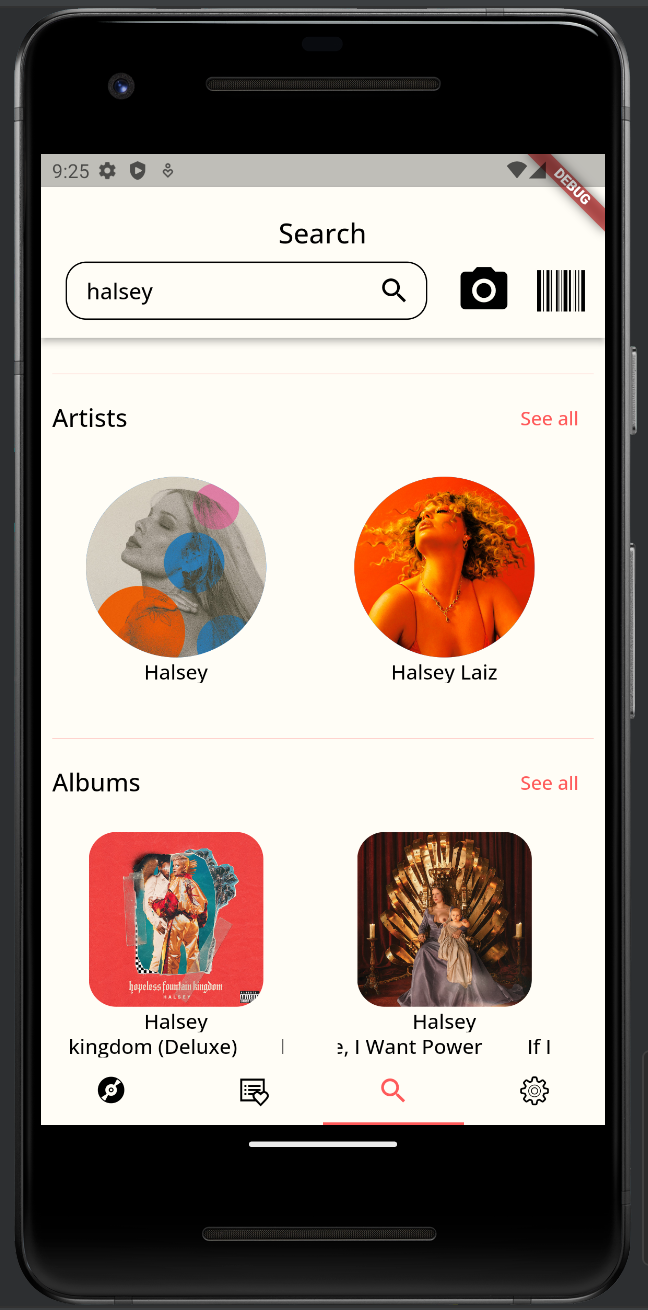 9:25
DEBUG
Search
halsey
Artists
See all
Halsey
Halsey Laiz
Albums
See all
hopeless fountain kingdom
HALSEY
Halsey
Halsey
kingdom (Deluxe)
e, I Want Power If I